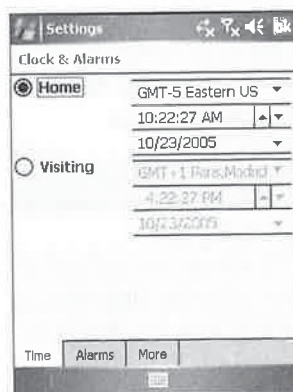 Settings
ok
Clock & Alarms
Home
GMT-5 Eastern US
10:22:27 AM
10/23/2005
Visiting
GMT+1 Paris,Madrid
4:22:27 PM
10/23/2005
Time Alarms More